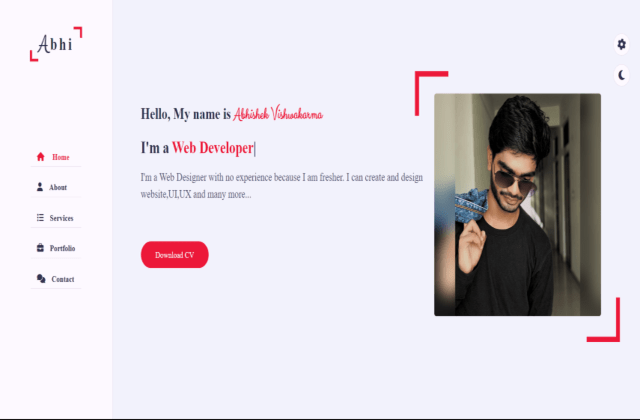 Abhi
Home
About
Services
Portfolio
Contact
Hello, My name is Abhishek Vishwakarma
I'm a Web Developer|
I'm a Web Designer with no experience because I am fresher. I can create and design
website,UI,UX and many more...
Download CV